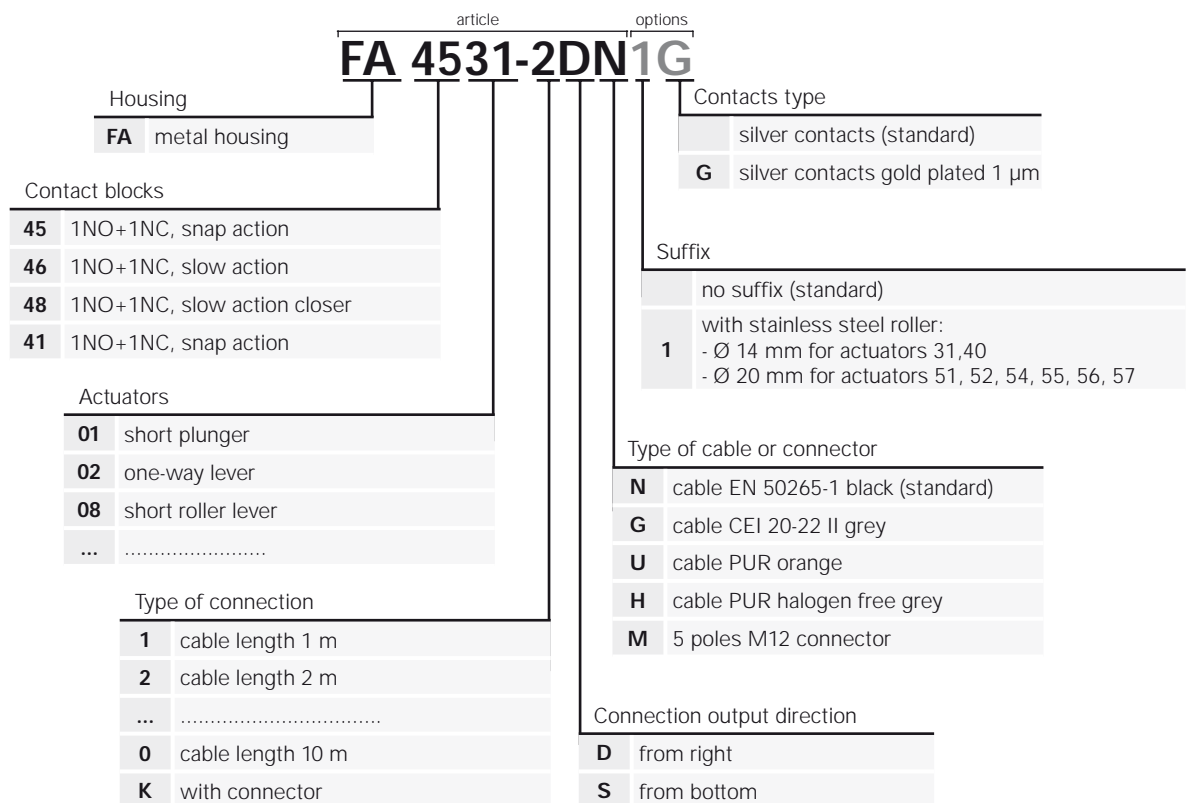 article options
FA 4531-2DN1G
Housing
FA metal housing
Contact blocks
45 1NO+1NC, snap action
46 1NO+1NC, slow action
48 1NO+1NC, slow action closer
41 1NO+1NC, snap action
Actuators
01 short plunger
02 one-way lever
08 short roller lever
... ........................
Type of connection
1 cable length 1 m
2 cable length 2 m
... ..................................
0 cable length 10 m
K with connector
Contacts type
silver contacts (standard)
G silver contacts gold plated 1 µm
Suffix
no suffix (standard)
1 with stainless steel roller:
- Ø 14 mm for actuators 31,40
- Ø 20 mm for actuators 51, 52, 54, 55, 56, 57
Type of cable or connector
N cable EN 50265-1 black (standard)
G cable CEI 20-22 II grey
U cable PUR orange
H cable PUR halogen free grey
M 5 poles M12 connector
Connection output direction
D from right
S from bottom